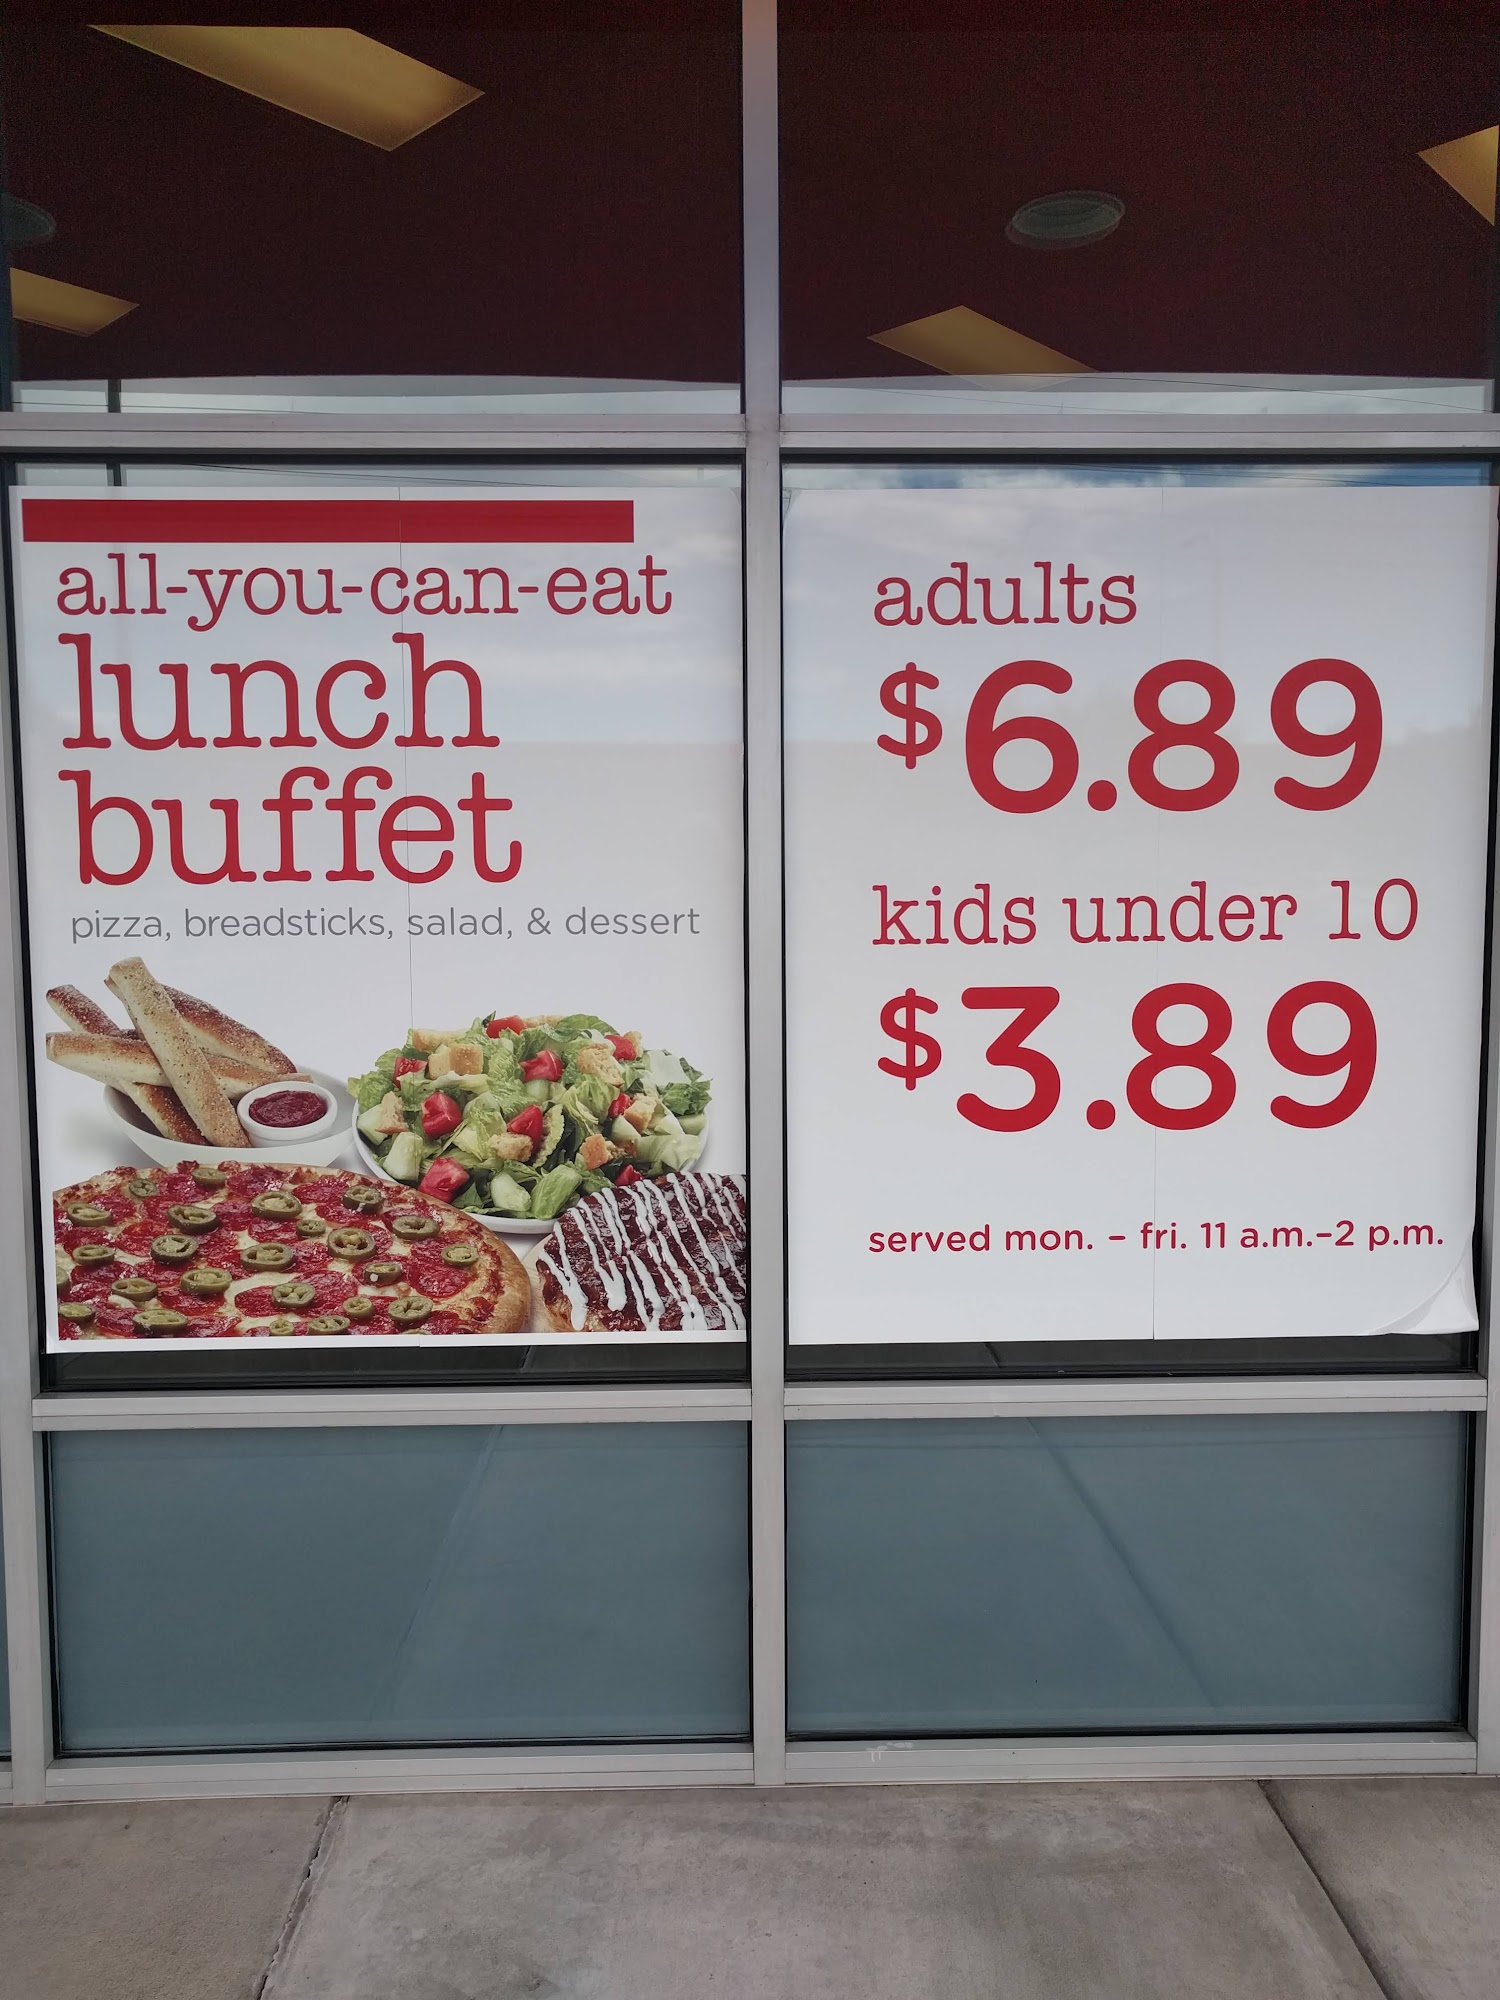 all-you-can-eat
lunch
buffet
pizza, breadsticks, salad, & dessert
adults
$6.89
kids under 10
$3.89
served mon. – fri. 11 a.m.–2 p.m.